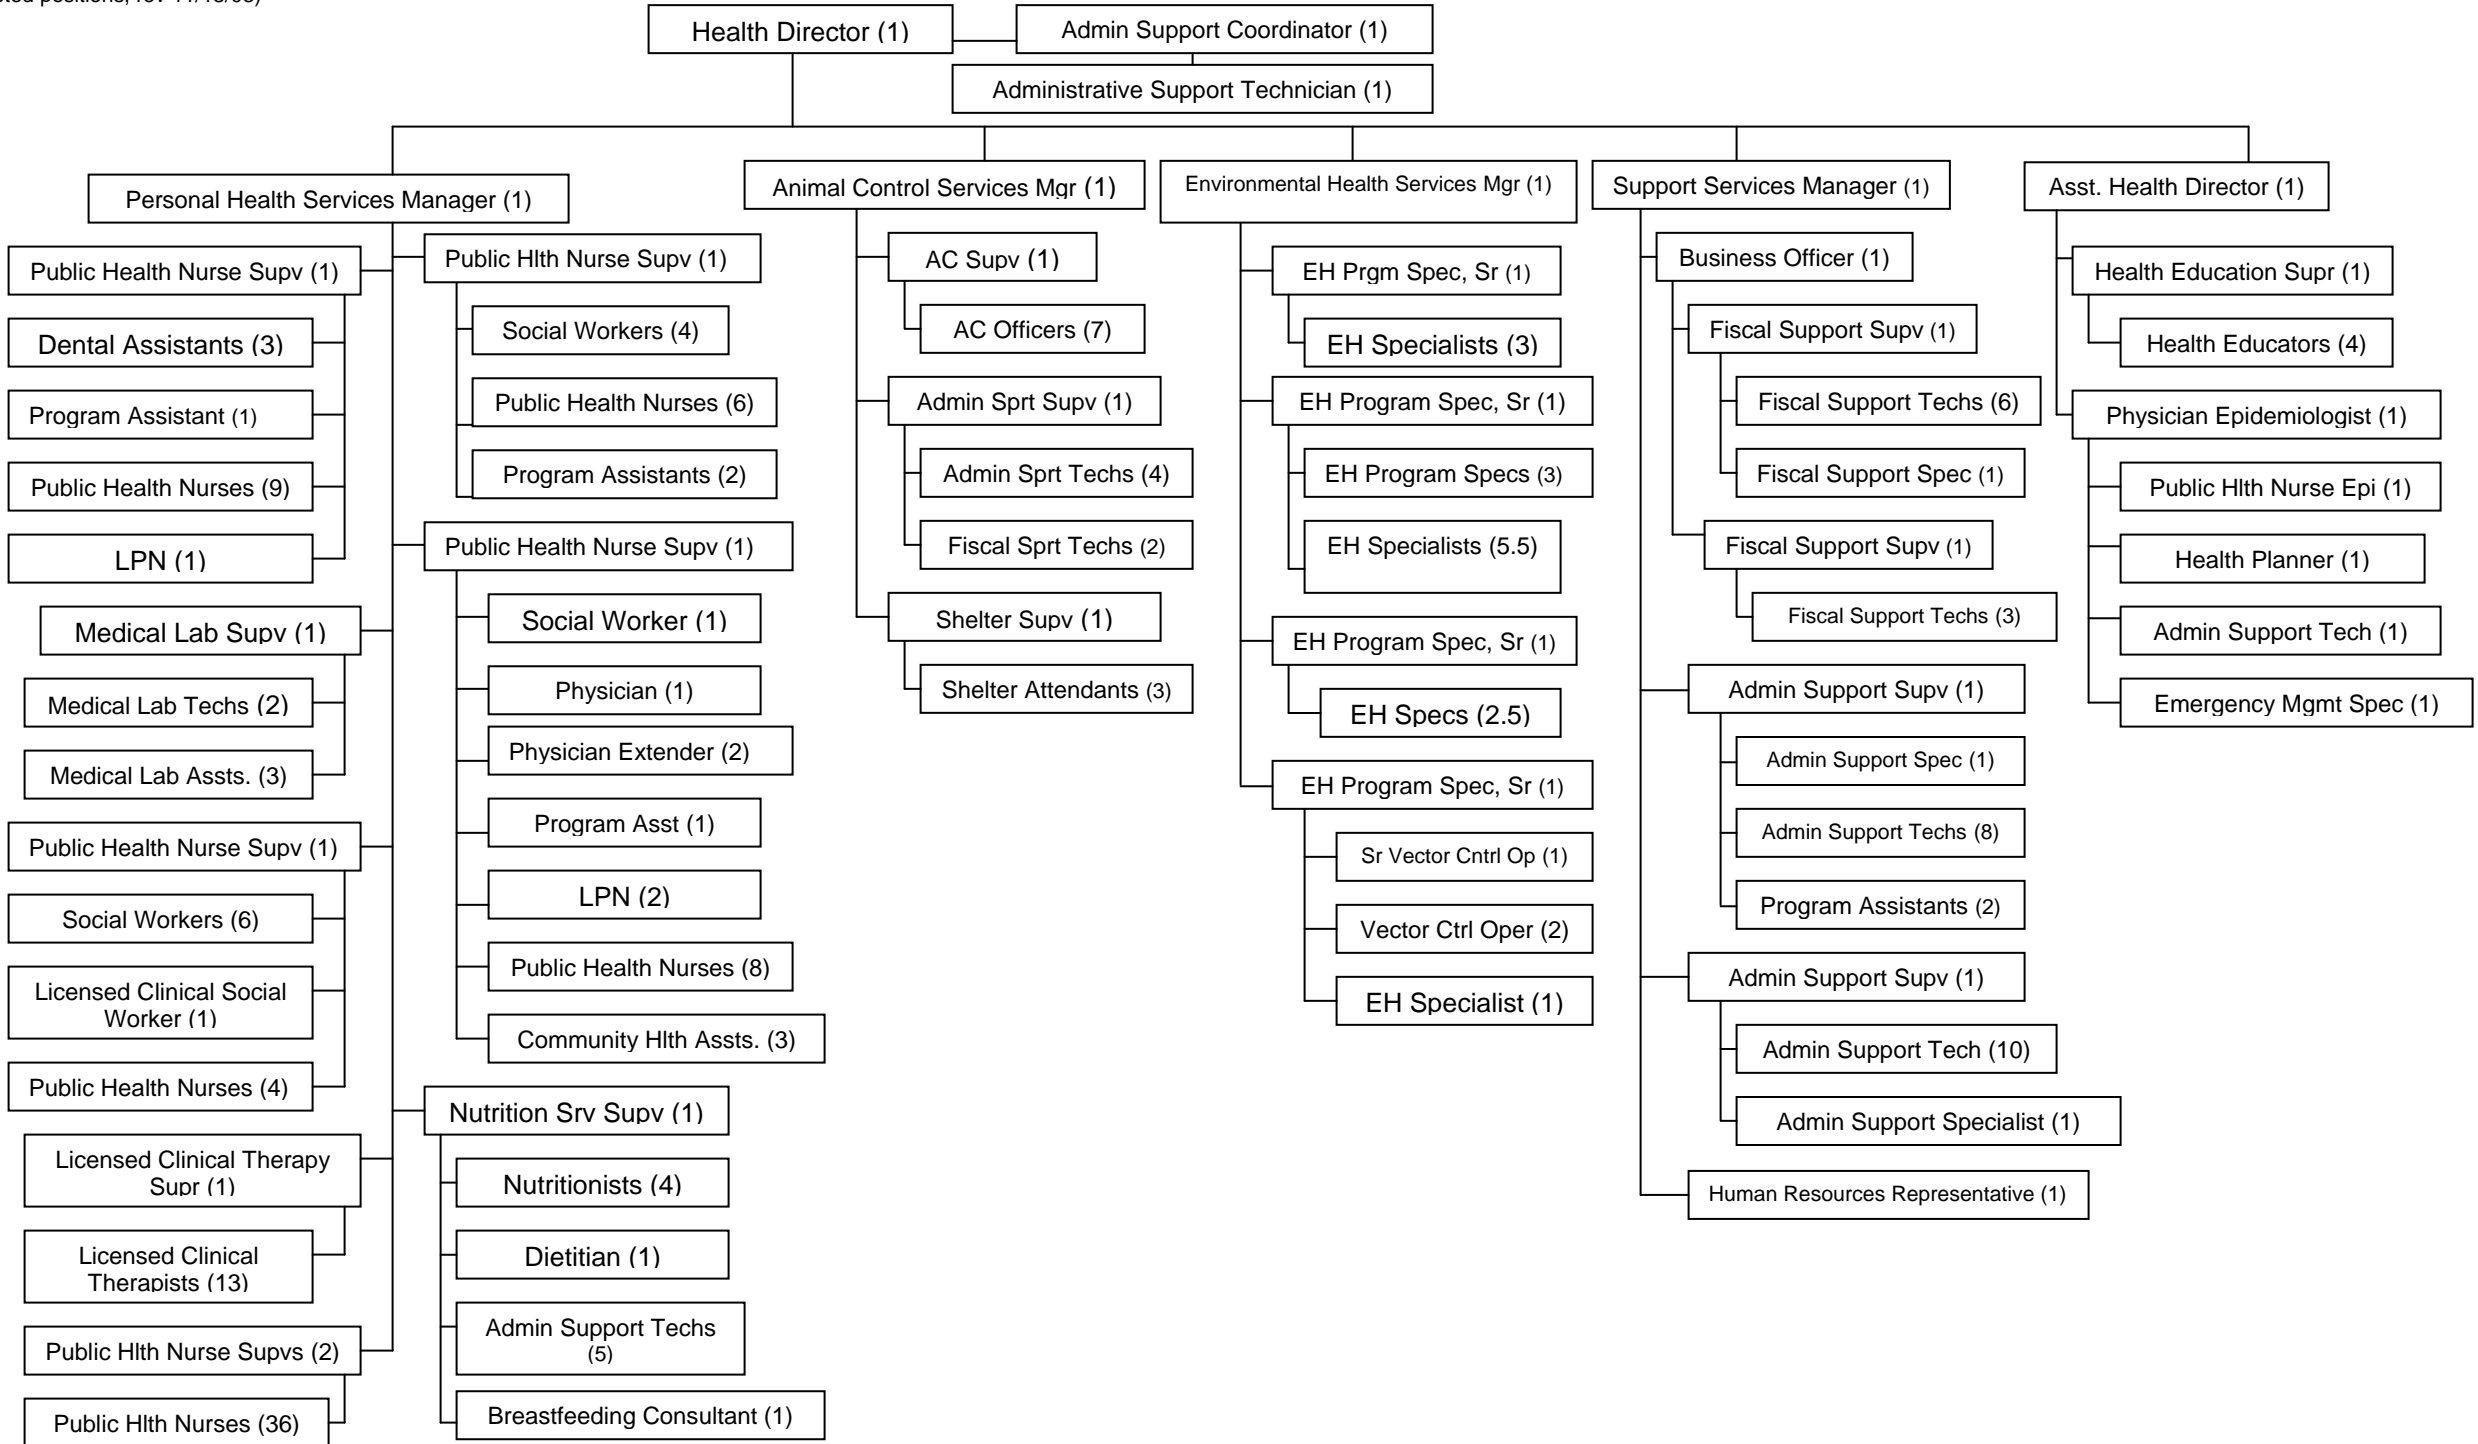 Health Director (1)
Admin Support Coordinator (1)
Administrative Support Technician (1)
Personal Health Services Manager (1)
Public Health Nurse Supv (1)
Dental Assistants (3)
Program Assistant (1)
Public Health Nurses (9)
LPN (1)
Medical Lab Supv (1)
Medical Lab Techs (2)
Medical Lab Assts. (3)
Public Health Nurse Supv (1)
Social Workers (6)
Licensed Clinical Social
Worker (1)
Public Health Nurses (4)
Licensed Clinical Therapy
Supr (1)
Licensed Clinical
Therapists (13)
Public Hlth Nurse Supvs (2)
Public Hlth Nurses (36)
Public Hlth Nurse Supv (1)
Social Workers (4)
Public Health Nurses (6)
Program Assistants (2)
Public Health Nurse Supv (1)
Social Worker (1)
Physician (1)
Physician Extender (2)
Program Asst (1)
LPN (2)
Public Health Nurses (8)
Community Hlth Assts. (3)
Nutrition Srv Supv (1)
Nutritionists (4)
Dietitian (1)
Admin Support Techs
(5)
Breastfeeding Consultant (1)
Animal Control Services Mgr (1)
AC Supv (1)
AC Officers (7)
Admin Sprt Supv (1)
Admin Sprt Techs (4)
Fiscal Sprt Techs (2)
Shelter Supv (1)
Shelter Attendants (3)
Environmental Health Services Mgr (1)
EH Prgm Spec, Sr (1)
EH Specialists (3)
EH Program Spec, Sr (1)
EH Program Specs (3)
EH Specialists (5.5)
EH Program Spec, Sr (1)
EH Specs (2.5)
EH Program Spec, Sr (1)
Sr Vector Cntrl Op (1)
Vector Ctrl Oper (2)
EH Specialist (1)
Support Services Manager (1)
Business Officer (1)
Fiscal Support Supv (1)
Fiscal Support Techs (6)
Fiscal Support Spec (1)
Fiscal Support Supv (1)
Fiscal Support Techs (3)
Admin Support Supv (1)
Admin Support Spec (1)
Admin Support Techs (8)
Program Assistants (2)
Admin Support Supv (1)
Admin Support Tech (10)
Admin Support Specialist (1)
Human Resources Representative (1)
Asst. Health Director (1)
Health Education Supr (1)
Health Educators (4)
Physician Epidemiologist (1)
Public Hlth Nurse Epi (1)
Health Planner (1)
Admin Support Tech (1)
Emergency Mgmt Spec (1)